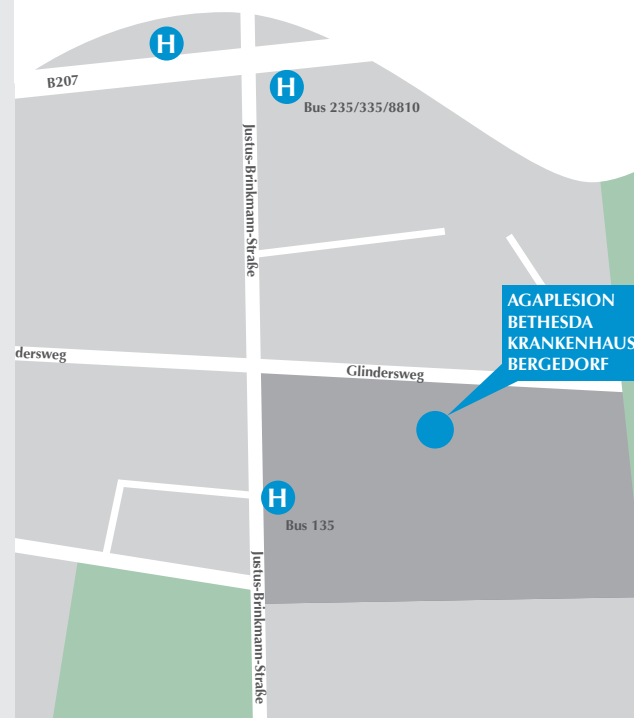 H
B207
H
Bus 235/335/8810
Justus-Brinkmann-Straße
AGAPLESION
BETHESDA
KRANKENHAUS
BERGEDORF
dersweg
Glindersweg
H
Bus 135
Justus-Brinkmann-Straße